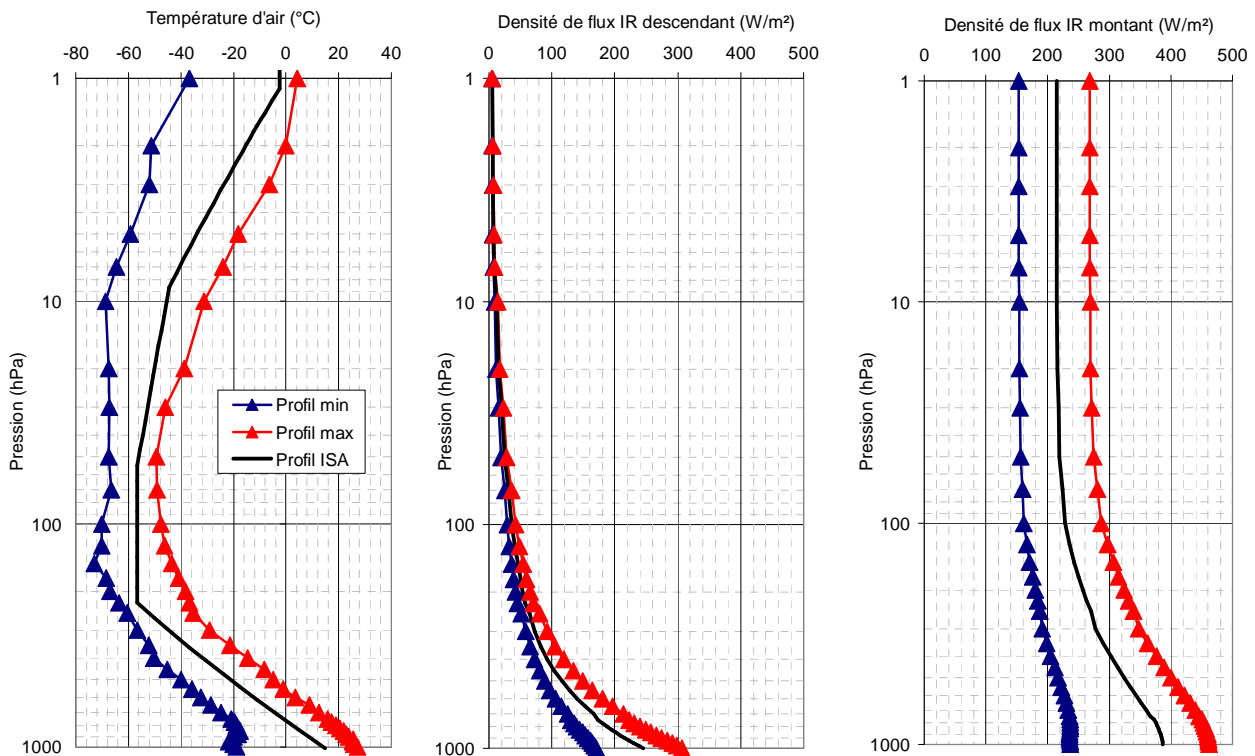 Température d'air (°C)
-80 -60 -40 -20 0 20 40
1
10
100
1000
Pression (hPa)
Profil min
Profil max
Profil ISA
Densité de flux IR descendant (W/m²)
0 100 200 300 400 500
1
10
100
1000
Pression (hPa)
Densité de flux IR montant (W/m²)
0 100 200 300 400 500
1
10
100
1000
Pression (hPa)